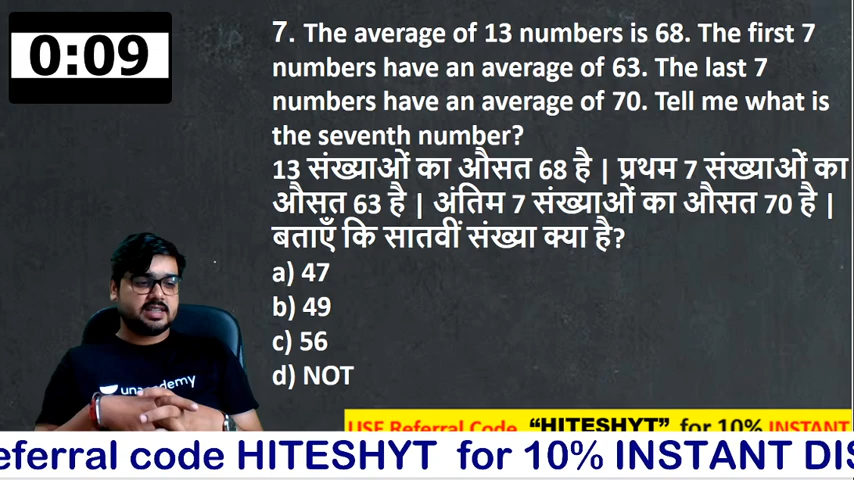 0:09
7. The average of 13 numbers is 68. The first 7
numbers have an average of 63. The last 7
numbers have an average of 70. Tell me what is
the seventh number?
13 संख्याओं का औसत 68 है | प्रथम 7 संख्याओं का
औसत 63 है | अंतिम 7 संख्याओं का औसत 70 है |
बताएँ कि सातवीं संख्या क्या है?
a) 47
b) 49
c) 56
d) NOT
unacademy
USE Referral Code "HITESHYT" for 10% INSTANT
eferral code HITESHYT for 10% INSTANT DIS